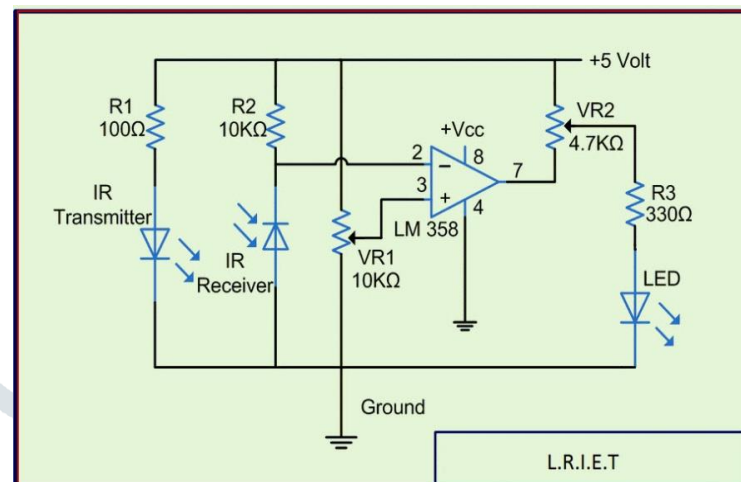 +5 Volt
R1
100Ω
R2
10KΩ
VR2
4.7KΩ
+Vcc
2
8
7
3
4
LM 358
R3
330Ω
IR
Transmitter
IR
Receiver
VR1
10KΩ
LED
Ground
L.R.I.E.T